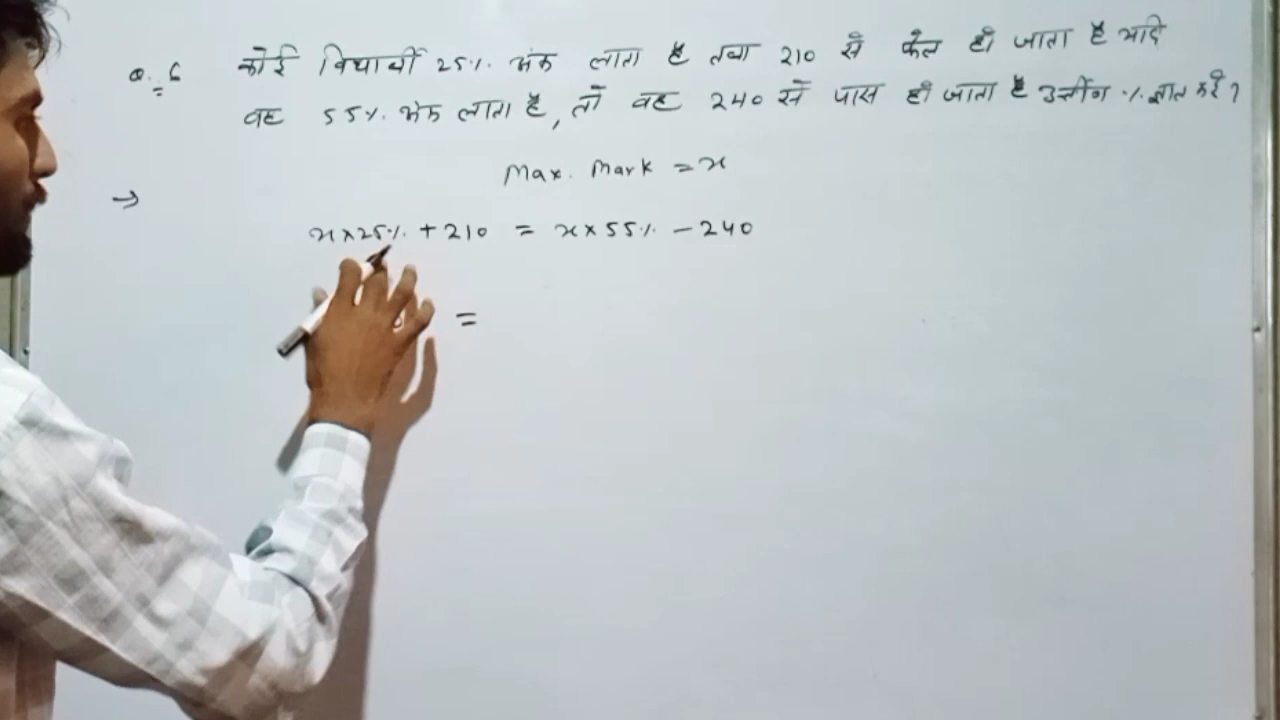 Q. 6 कोई विद्यार्थी 25% अंक लाता है तथा 210 से फेल हो जाता है यदि
वह 55% अंक लाता है, तो वह 240 से पास हो जाता है उत्तीर्ण % ज्ञात करें ?
Max. Mark = x
→
x × 25% + 210 = x × 55% - 240
=